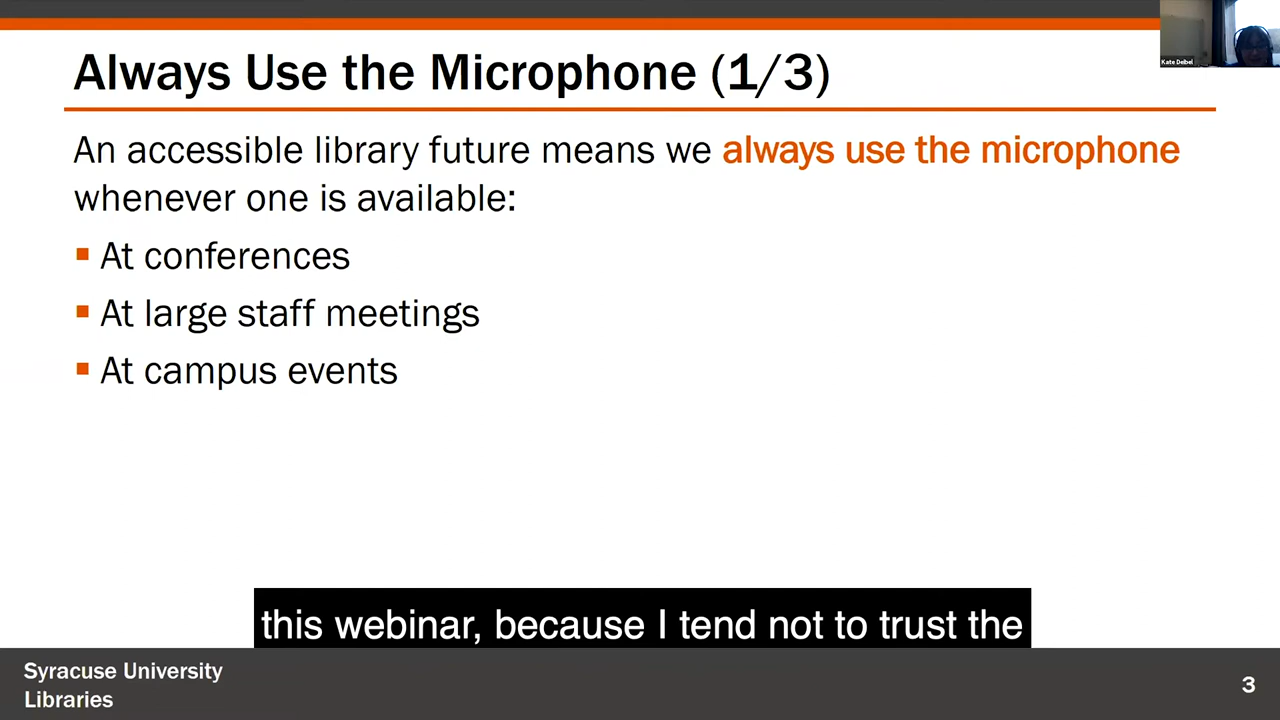 Always Use the Microphone (1/3)
Kate Deibel
An accessible library future means we always use the microphone
whenever one is available:
▪ At conferences
▪ At large staff meetings
▪ At campus events
this webinar, because I tend not to trust the
Syracuse University
Libraries
3